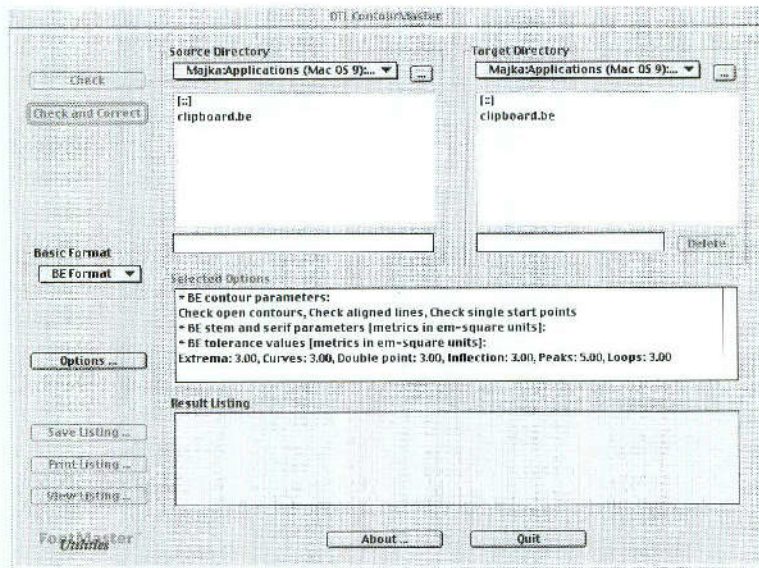 DTL ContourMaster
Source Directory
Target Directory
Majka:Applications (Mac OS 9):...
...
Majka:Applications (Mac OS 9):...
...
Check
Check and Correct
[::]
clipboard.be
[::]
clipboard.be
Delete
Basic Format
BE Format
Selected Options
* BE contour parameters:
Check open contours, Check aligned lines, Check single start points
* BE stem and serif parameters [metrics in em-square units]:
* BE tolerance values [metrics in em-square units]:
Extrema: 3.00, Curves: 3.00, Double point: 3.00, Inflection: 3.00, Peaks: 5.00, Loops: 3.00
Options ...
Result Listing
Save Listing ...
Print Listing ...
View Listing ...
FontMaster
Utilities
About ...
Quit